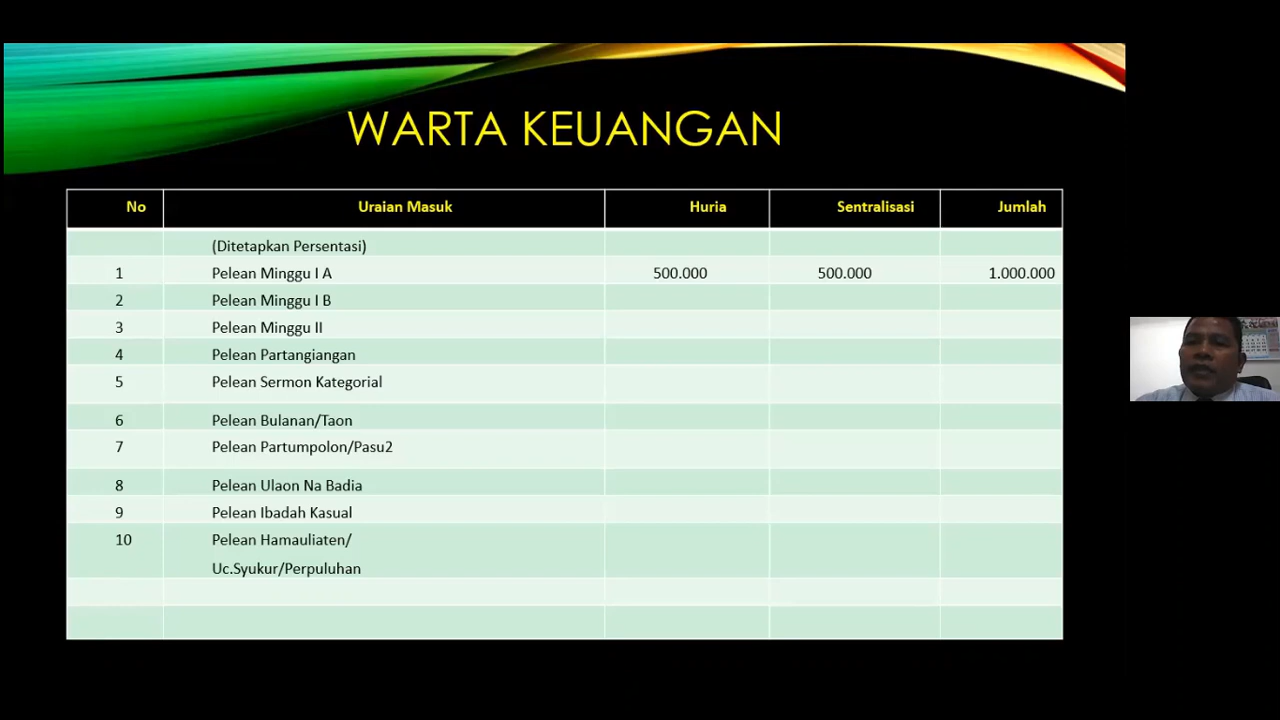 WARTA KEUANGAN
No Uraian Masuk Huria Sentralisasi Jumlah
(Ditetapkan Persentasi)
1 Pelean Minggu I A 500.000 500.000 1.000.000
2 Pelean Minggu I B
3 Pelean Minggu II
4 Pelean Partangiangan
5 Pelean Sermon Kategorial
6 Pelean Bulanan/Taon
7 Pelean Partumpolon/Pasu2
8 Pelean Ulaon Na Badia
9 Pelean Ibadah Kasual
10 Pelean Hamauliaten/
Uc.Syukur/Perpuluhan